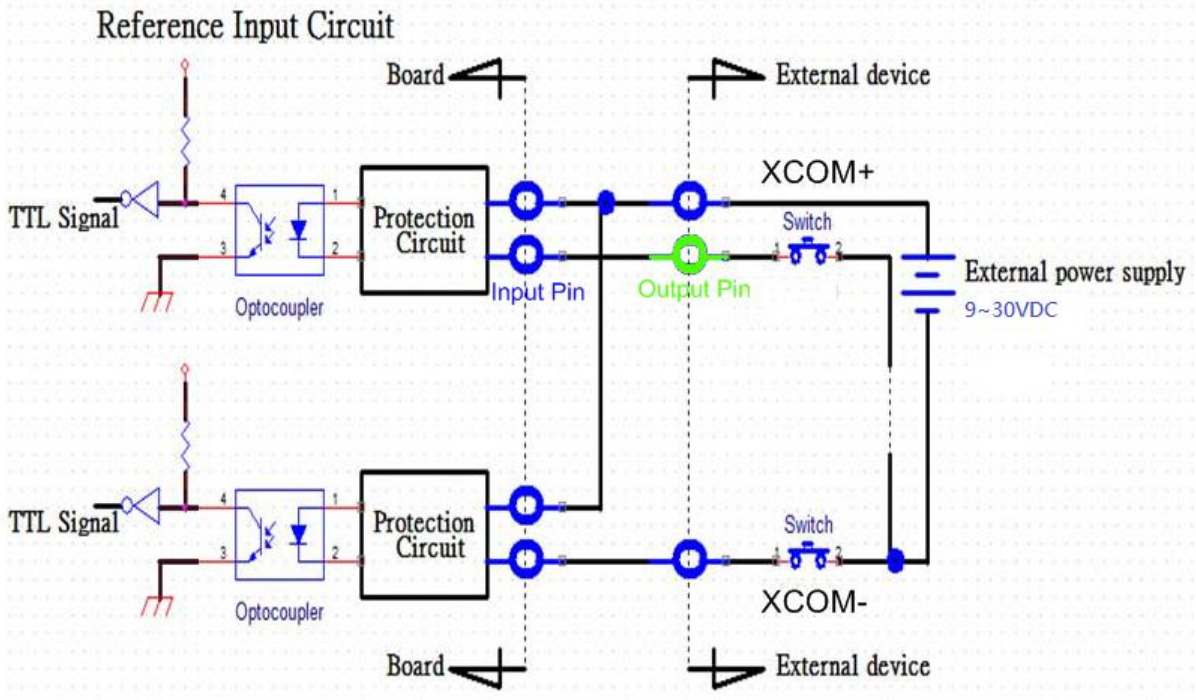 Reference Input Circuit
Board
External device
XCOM+
4
1
Protection
Circuit
Switch
TTL Signal
3
2
1
2
Input Pin
Output Pin
External power supply
9~30VDC
Optocoupler
4
1
Protection
Circuit
Switch
TTL Signal
3
2
1
2
XCOM-
Optocoupler
Board
External device